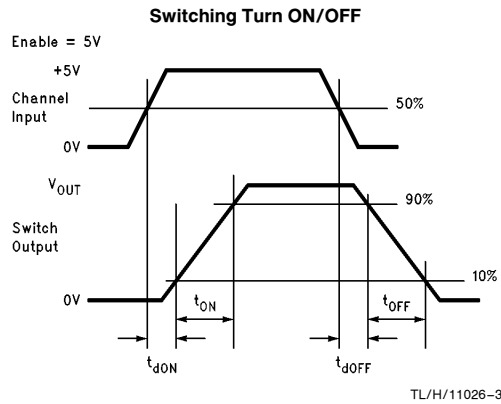 Switching Turn ON/OFF
Enable = 5V
+5V
Channel
Input
50%
0V
VOUT
90%
Switch
Output
10%
0V
tON
tOFF
tdON
tdOFF
TL/H/11026–3